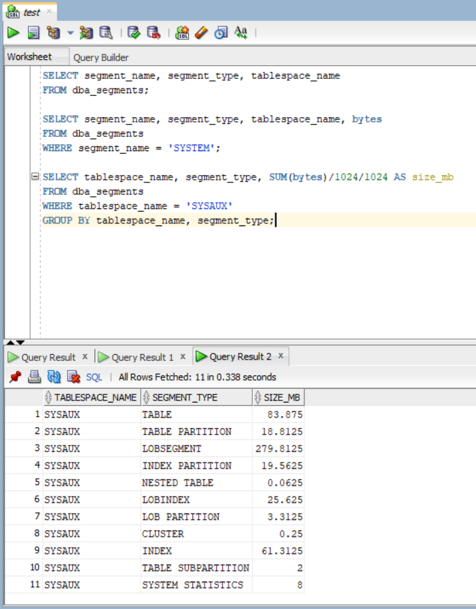 test
Worksheet Query Builder
SELECT segment_name, segment_type, tablespace_name
FROM dba_segments;
SELECT segment_name, segment_type, tablespace_name, bytes
FROM dba_segments
WHERE segment_name = 'SYSTEM';
SELECT tablespace_name, segment_type, SUM(bytes)/1024/1024 AS size_mb
FROM dba_segments
WHERE tablespace_name = 'SYSAUX'
GROUP BY tablespace_name, segment_type;
Query Result x Query Result 1 x Query Result 2 x
SQL | All Rows Fetched: 11 in 0.338 seconds
TABLESPACE_NAME SEGMENT_TYPE SIZE_MB
1 SYSAUX TABLE 83.875
2 SYSAUX TABLE PARTITION 18.8125
3 SYSAUX LOBSEGMENT 279.8125
4 SYSAUX INDEX PARTITION 19.5625
5 SYSAUX NESTED TABLE 0.0625
6 SYSAUX LOBINDEX 25.625
7 SYSAUX LOB PARTITION 3.3125
8 SYSAUX CLUSTER 0.25
9 SYSAUX INDEX 61.3125
10 SYSAUX TABLE SUBPARTITION 2
11 SYSAUX SYSTEM STATISTICS 8